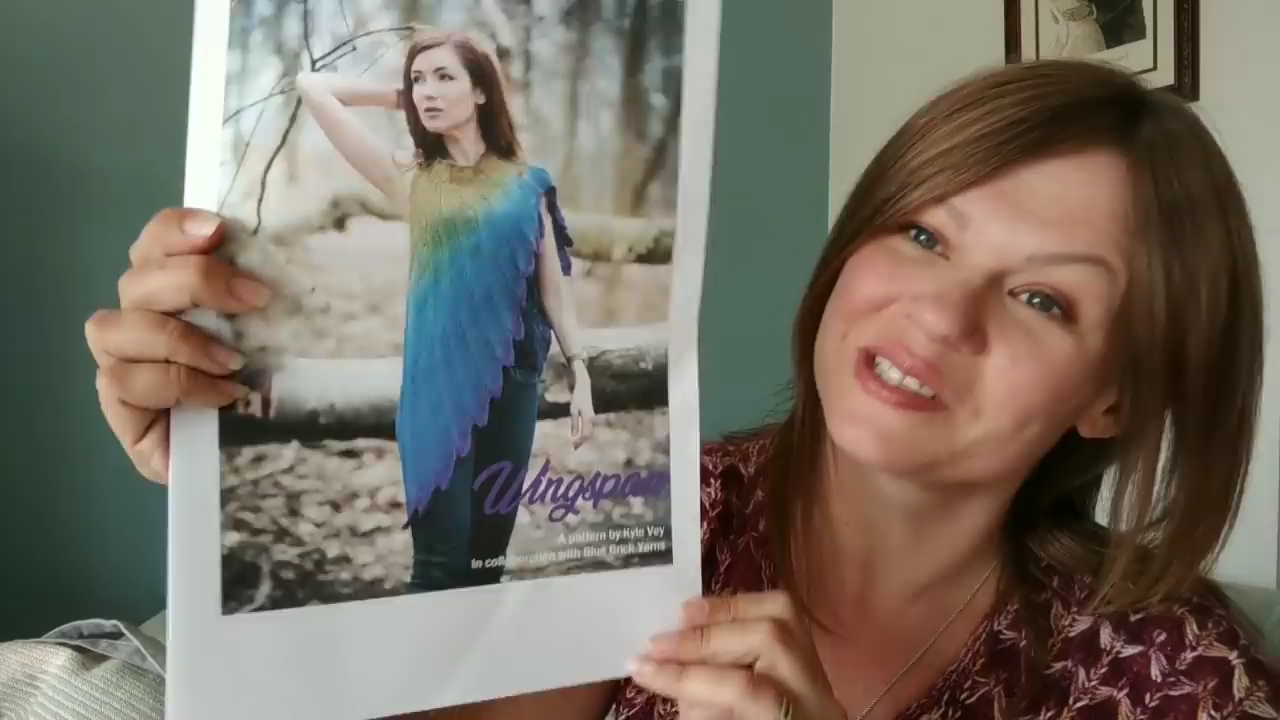 Wingspan
A pattern by Kyle Vey
In collaboration with Blue Brick Yarns